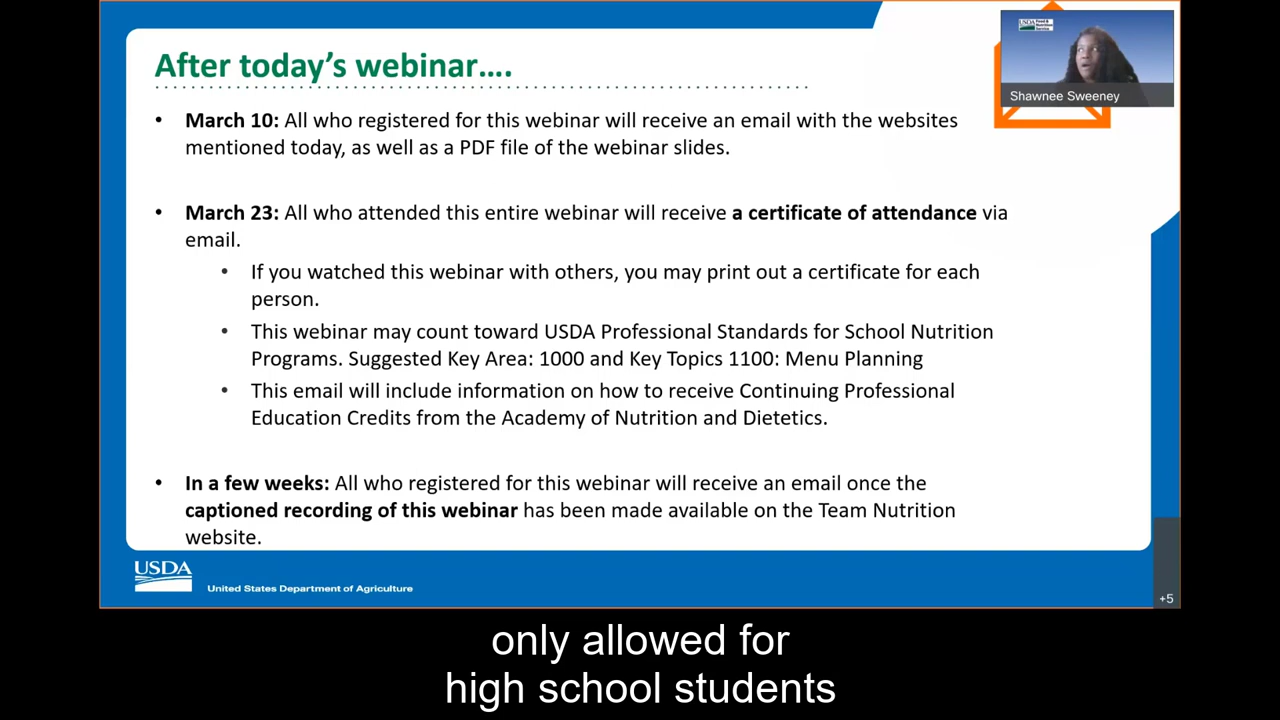 After today's webinar....
• March 10: All who registered for this webinar will receive an email with the websites
mentioned today, as well as a PDF file of the webinar slides.
• March 23: All who attended this entire webinar will receive a certificate of attendance via
email.
• If you watched this webinar with others, you may print out a certificate for each
person.
• This webinar may count toward USDA Professional Standards for School Nutrition
Programs. Suggested Key Area: 1000 and Key Topics 1100: Menu Planning
• This email will include information on how to receive Continuing Professional
Education Credits from the Academy of Nutrition and Dietetics.
• In a few weeks: All who registered for this webinar will receive an email once the
captioned recording of this webinar has been made available on the Team Nutrition
website.
USDA
Food and
Nutrition
Service
Shawnee Sweeney
USDA
United States Department of Agriculture
+5
only allowed for
high school students